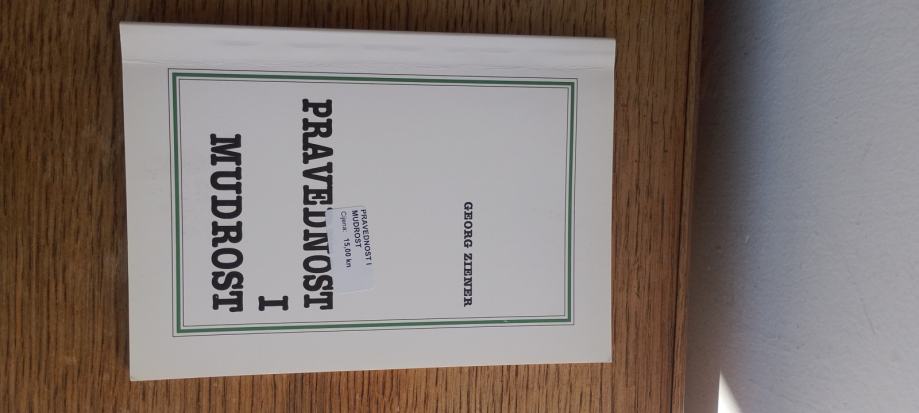 GEORG ZIENER
PRAVEDNOST I
MUDROST
Cijena: 15,00 kn
PRAVEDNOST
I
MUDROST